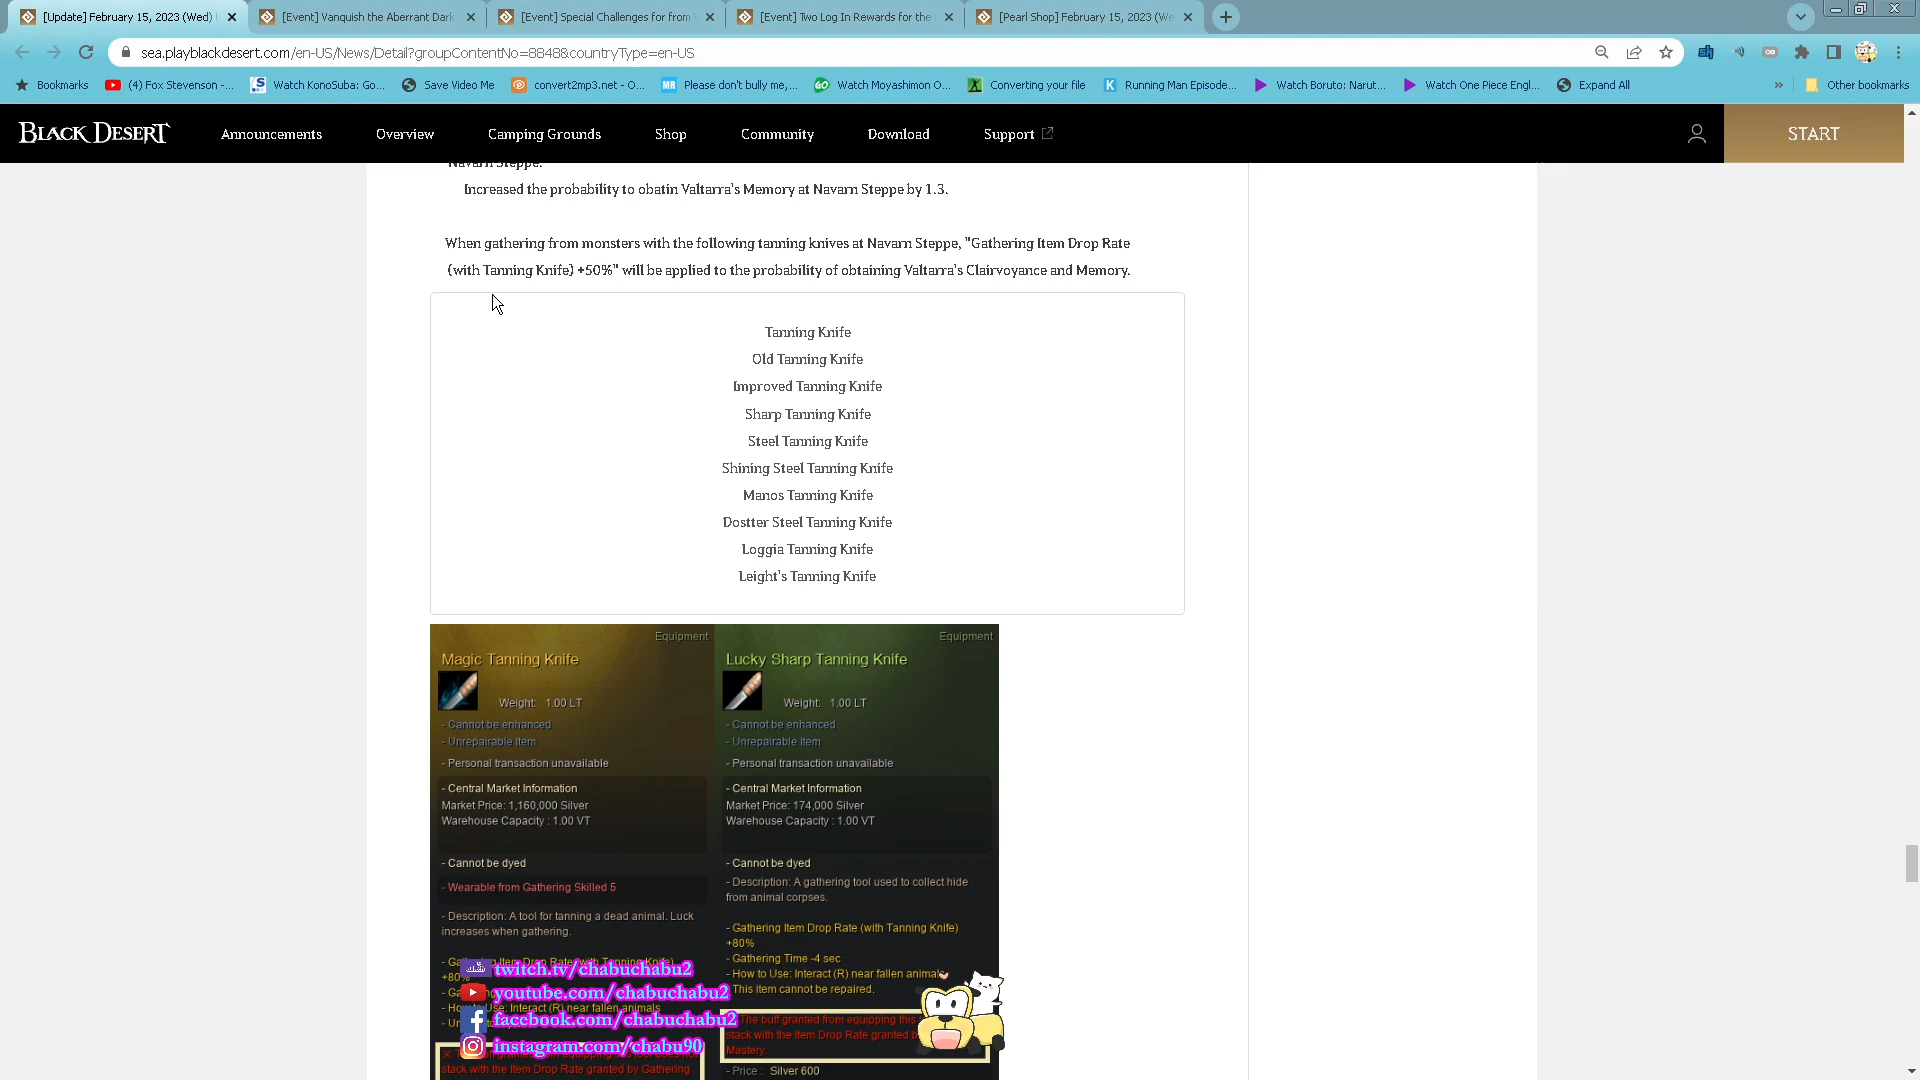 [Update] February 15, 2023 (Wed)
[Event] Vanquish the Aberrant Dark
[Event] Special Challenges for from
[Event] Two Log In Rewards for the
[Pearl Shop] February 15, 2023 (We
sea.playblackdesert.com/en-US/News/Detail?groupContentNo=8848&countryType=en-US
Bookmarks
(4) Fox Stevenson -...
Watch KonoSuba: Go...
Save Video Me
convert2mp3.net - O...
Please don't bully me,...
Watch Moyashimon O...
Converting your file
Running Man Episode...
Watch Boruto: Narut...
Watch One Piece Engl...
Expand All
»
Other bookmarks
BLACK DESERT
Announcements
Overview
Camping Grounds
Shop
Community
Download
Support
START
Navarn Steppe.
Increased the probability to obatin Valtarra's Memory at Navarn Steppe by 1.3.
When gathering from monsters with the following tanning knives at Navarn Steppe, "Gathering Item Drop Rate
(with Tanning Knife) +50%" will be applied to the probability of obtaining Valtarra's Clairvoyance and Memory.
Tanning Knife
Old Tanning Knife
Improved Tanning Knife
Sharp Tanning Knife
Steel Tanning Knife
Shining Steel Tanning Knife
Manos Tanning Knife
Dostter Steel Tanning Knife
Loggia Tanning Knife
Leight's Tanning Knife
Equipment
Magic Tanning Knife
Weight: 1.00 LT
- Cannot be enhanced
- Unrepairable Item
- Personal transaction unavailable
- Central Market Information
Market Price: 1,160,000 Silver
Warehouse Capacity : 1.00 VT
- Cannot be dyed
- Wearable from Gathering Skilled 5
- Description: A tool for tanning a dead animal. Luck
increases when gathering.
- Gathering Item Drop Rate (with Tanning Knife)
+80%
- Ga
- How to Use: Interact (R) near fallen animals
- Un
stack with the Item Drop Rate granted by Gathering
Equipment
Lucky Sharp Tanning Knife
Weight: 1.00 LT
- Cannot be enhanced
- Unrepairable Item
- Personal transaction unavailable
- Central Market Information
Market Price: 174,000 Silver
Warehouse Capacity : 1.00 VT
- Cannot be dyed
- Description: A gathering tool used to collect hide
from animal corpses.
- Gathering Item Drop Rate (with Tanning Knife)
+80%
- Gathering Time -4 sec
- How to Use: Interact (R) near fallen animals
- This item cannot be repaired.
The buff granted from equipping this
stack with the Item Drop Rate granted by
Mastery.
- Price : Silver 600
twitch.tv/chabuchabu2
youtube.com/chabuchabu2
facebook.com/chabuchabu2
instagram.com/chabu90